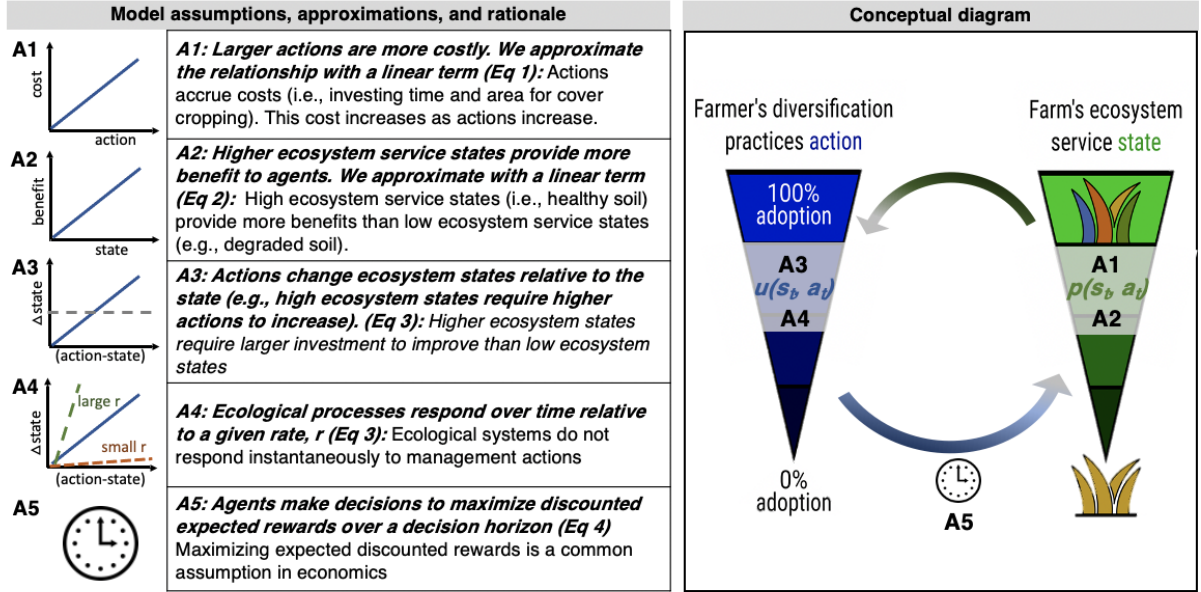 Model assumptions, approximations, and rationale
A1
cost
action
A1: Larger actions are more costly. We approximate
the relationship with a linear term (Eq 1): Actions
accrue costs (i.e., investing time and area for cover
cropping). This cost increases as actions increase.
A2
benefit
state
A2: Higher ecosystem service states provide more
benefit to agents. We approximate with a linear term
(Eq 2): High ecosystem service states (i.e., healthy soil)
provide more benefits than low ecosystem service states
(e.g., degraded soil).
A3
Δstate
(action-state)
A3: Actions change ecosystem states relative to the
state (e.g., high ecosystem states require higher
actions to increase). (Eq 3): Higher ecosystem states
require larger investment to improve than low ecosystem
states
A4
Δstate
large r
small r
(action-state)
A4: Ecological processes respond over time relative
to a given rate, r (Eq 3): Ecological systems do not
respond instantaneously to management actions
A5
A5: Agents make decisions to maximize discounted
expected rewards over a decision horizon (Eq 4)
Maximizing expected discounted rewards is a common
assumption in economics
Conceptual diagram
Farmer's diversification
practices action
100%
adoption
A3
u(sₜ, aₜ)
A4
0%
adoption
Farm's ecosystem
service state
A1
p(sₜ, aₜ)
A2
A5